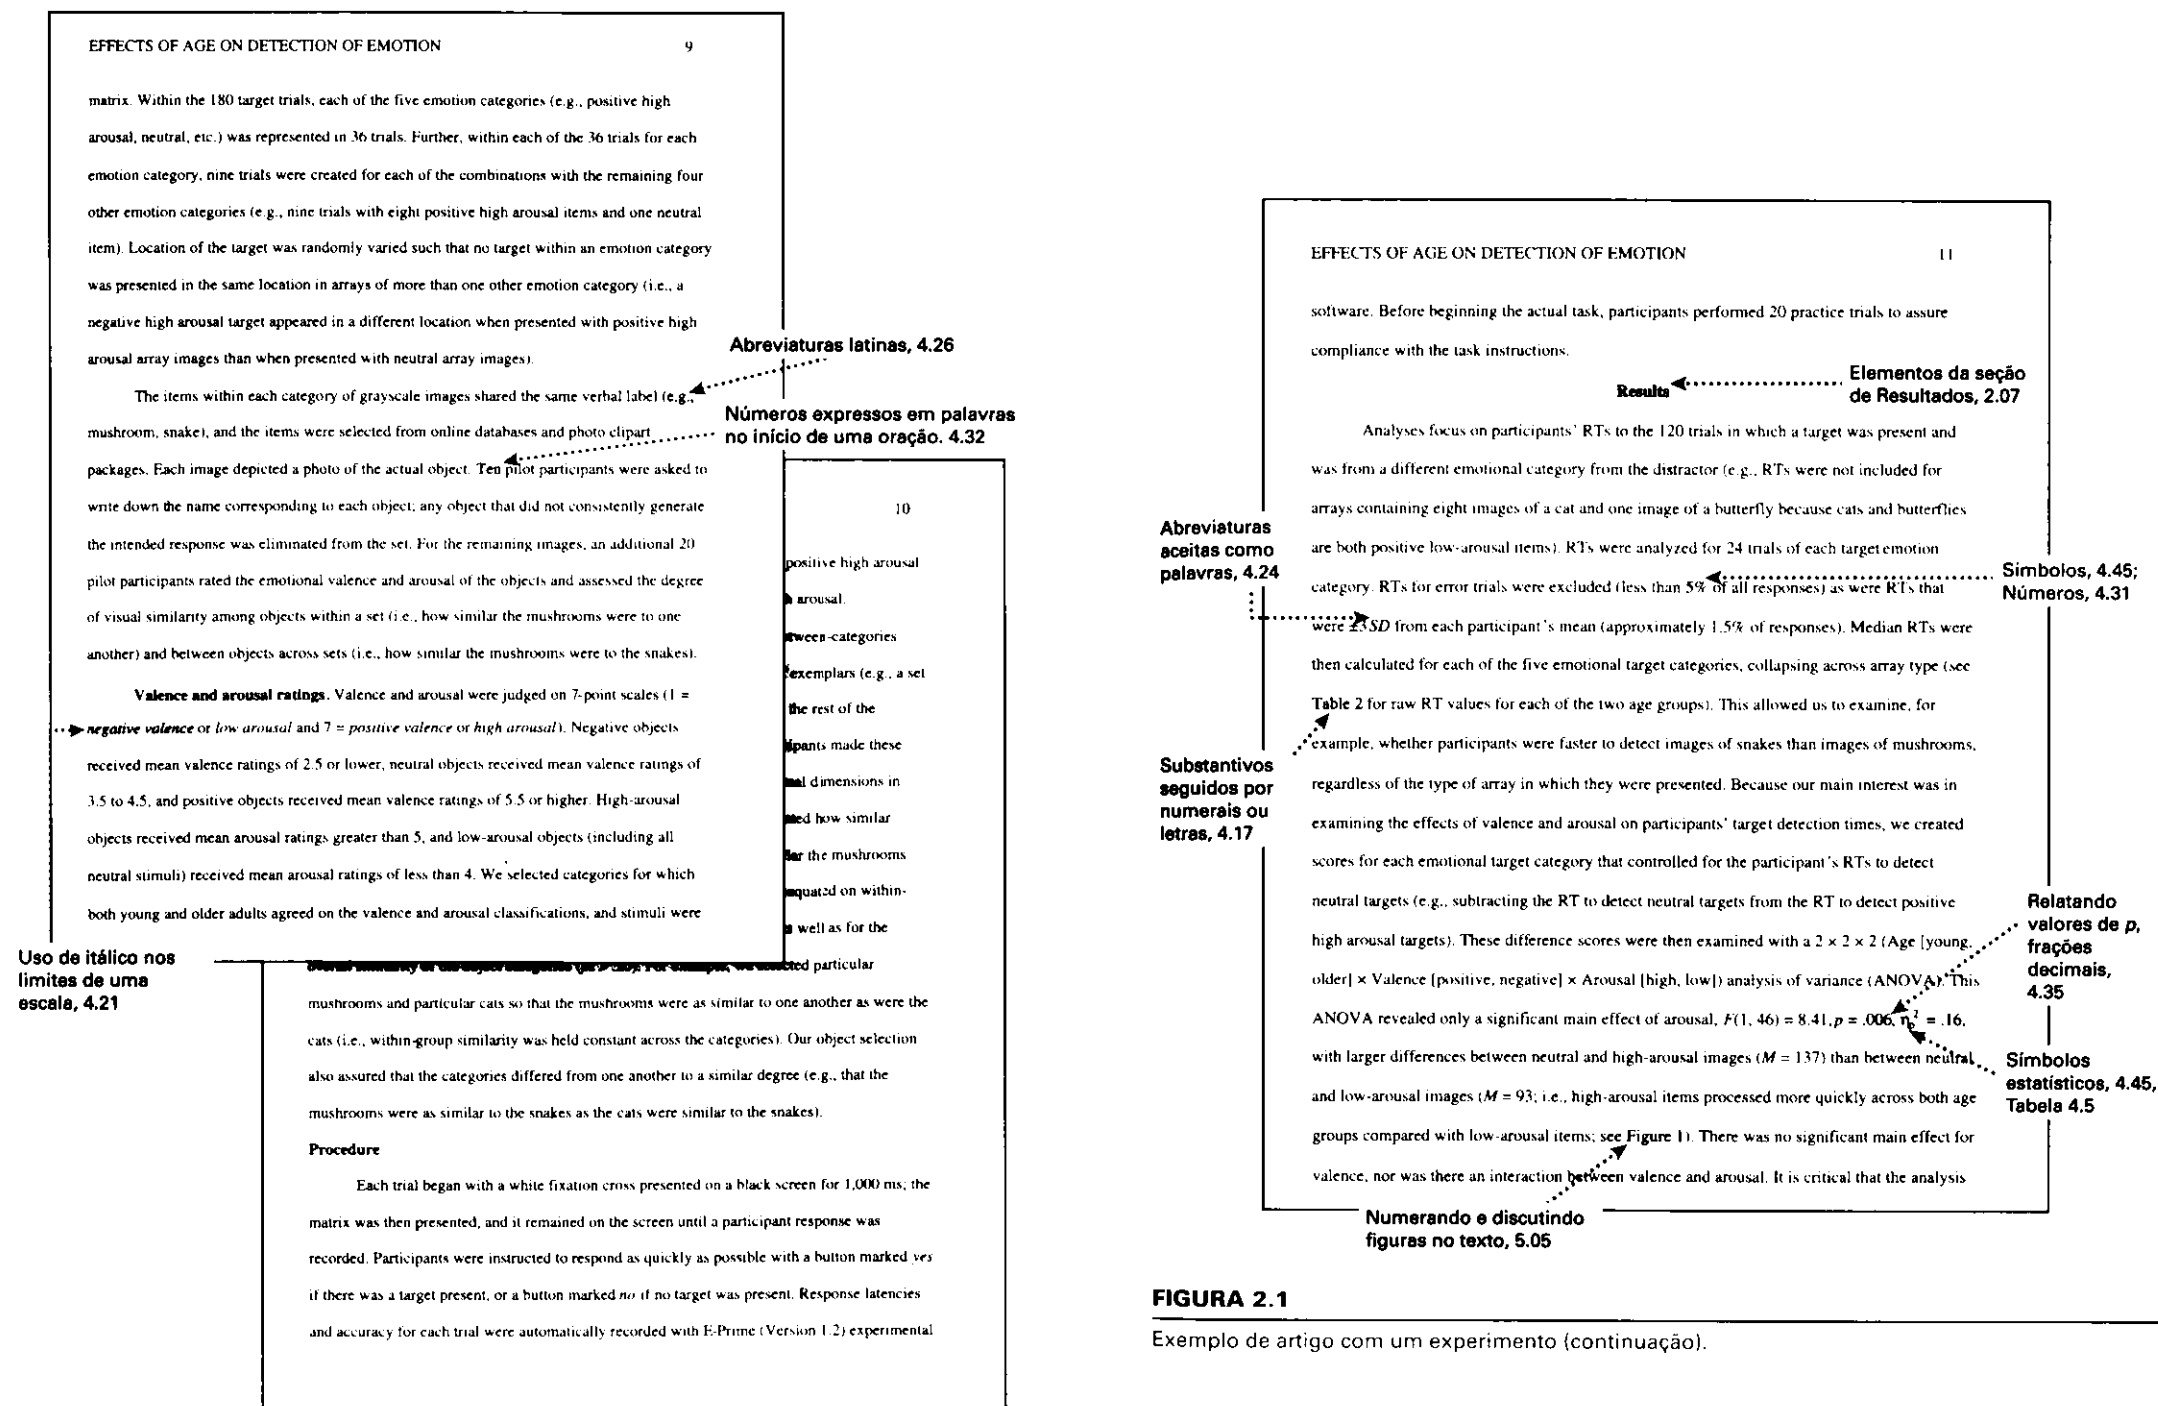 EFFECTS OF AGE ON DETECTION OF EMOTION 9
matrix. Within the 180 target trials, each of the five emotion categories (e.g., positive high
arousal, neutral, etc.) was represented in 36 trials. Further, within each of the 36 trials for each
emotion category, nine trials were created for each of the combinations with the remaining four
other emotion categories (e.g., nine trials with eight positive high arousal items and one neutral
item). Location of the target was randomly varied such that no target within an emotion category
was presented in the same location in arrays of more than one other emotion category (i.e., a
negative high arousal target appeared in a different location when presented with positive high
arousal array images than when presented with neutral array images).
The items within each category of grayscale images shared the same verbal label (e.g.,
mushroom, snake), and the items were selected from online databases and photo clipart
packages. Each image depicted a photo of the actual object. Ten pilot participants were asked to
write down the name corresponding to each object; any object that did not consistently generate
the intended response was eliminated from the set. For the remaining images, an additional 20
pilot participants rated the emotional valence and arousal of the objects and assessed the degree
of visual similarity among objects within a set (i.e., how similar the mushrooms were to one
another) and between objects across sets (i.e., how similar the mushrooms were to the snakes).
Valence and arousal ratings. Valence and arousal were judged on 7-point scales (1 =
negative valence or low arousal and 7 = positive valence or high arousal). Negative objects
received mean valence ratings of 2.5 or lower, neutral objects received mean valence ratings of
3.5 to 4.5, and positive objects received mean valence ratings of 5.5 or higher. High-arousal
objects received mean arousal ratings greater than 5, and low-arousal objects (including all
neutral stimuli) received mean arousal ratings of less than 4. We selected categories for which
both young and older adults agreed on the valence and arousal classifications, and stimuli were
Abreviaturas latinas, 4.26
Números expressos em palavras
no início de uma oração. 4.32
Uso de itálico nos
limites de uma
escala, 4.21
10
positive high arousal
arousal.
tween-categories
exemplars (e.g., a set
the rest of the
ipants made these
dimensions in
how similar
the mushrooms
equated on within-
well as for the
particular
mushrooms and particular cats so that the mushrooms were as similar to one another as were the
cats (i.e., within-group similarity was held constant across the categories). Our object selection
also assured that the categories differed from one another to a similar degree (e.g., that the
mushrooms were as similar to the snakes as the cats were similar to the snakes).
Procedure
Each trial began with a white fixation cross presented on a black screen for 1,000 ms; the
matrix was then presented, and it remained on the screen until a participant response was
recorded. Participants were instructed to respond as quickly as possible with a button marked yes
if there was a target present, or a button marked no if no target was present. Response latencies
and accuracy for each trial were automatically recorded with E-Prime (Version 1.2) experimental
EFFECTS OF AGE ON DETECTION OF EMOTION 11
software. Before beginning the actual task, participants performed 20 practice trials to assure
compliance with the task instructions.
Results
Analyses focus on participants' RTs to the 120 trials in which a target was present and
was from a different emotional category from the distractor (e.g., RTs were not included for
arrays containing eight images of a cat and one image of a butterfly because cats and butterflies
are both positive low-arousal items). RTs were analyzed for 24 trials of each target emotion
category. RTs for error trials were excluded (less than 5% of all responses) as were RTs that
were ±3 SD from each participant's mean (approximately 1.5% of responses). Median RTs were
then calculated for each of the five emotional target categories, collapsing across array type (see
Table 2 for raw RT values for each of the two age groups). This allowed us to examine, for
example, whether participants were faster to detect images of snakes than images of mushrooms,
regardless of the type of array in which they were presented. Because our main interest was in
examining the effects of valence and arousal on participants' target detection times, we created
scores for each emotional target category that controlled for the participant's RTs to detect
neutral targets (e.g., subtracting the RT to detect neutral targets from the RT to detect positive
high arousal targets). These difference scores were then examined with a 2 × 2 × 2 (Age [young,
older] × Valence [positive, negative] × Arousal [high, low]) analysis of variance (ANOVA). This
ANOVA revealed only a significant main effect of arousal, F(1, 46) = 8.41, p = .006, ηp² = .16,
with larger differences between neutral and high-arousal images (M = 137) than between neutral
and low-arousal images (M = 93; i.e., high-arousal items processed more quickly across both age
groups compared with low-arousal items; see Figure 1). There was no significant main effect for
valence, nor was there an interaction between valence and arousal. It is critical that the analysis
Elementos da seção
de Resultados, 2.07
Abreviaturas
aceitas como
palavras, 4.24
Símbolos, 4.45;
Números, 4.31
Substantivos
seguidos por
numerais ou
letras, 4.17
Relatando
valores de p,
frações
decimais,
4.35
Símbolos
estatísticos, 4.45,
Tabela 4.5
Numerando e discutindo
figuras no texto, 5.05
FIGURA 2.1
Exemplo de artigo com um experimento (continuação).